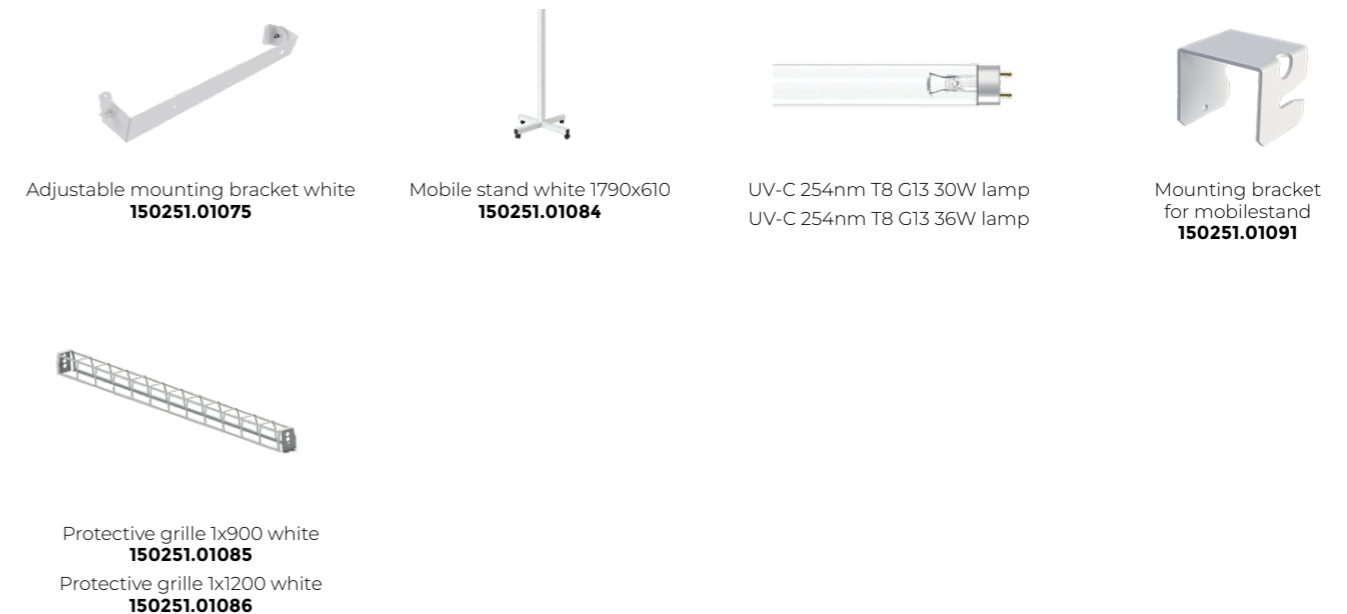 Adjustable mounting bracket white
150251.01075
Mobile stand white 1790x610
150251.01084
UV-C 254nm T8 G13 30W lamp
UV-C 254nm T8 G13 36W lamp
Mounting bracket
for mobilestand
150251.01091
Protective grille 1x900 white
150251.01085
Protective grille 1x1200 white
150251.01086